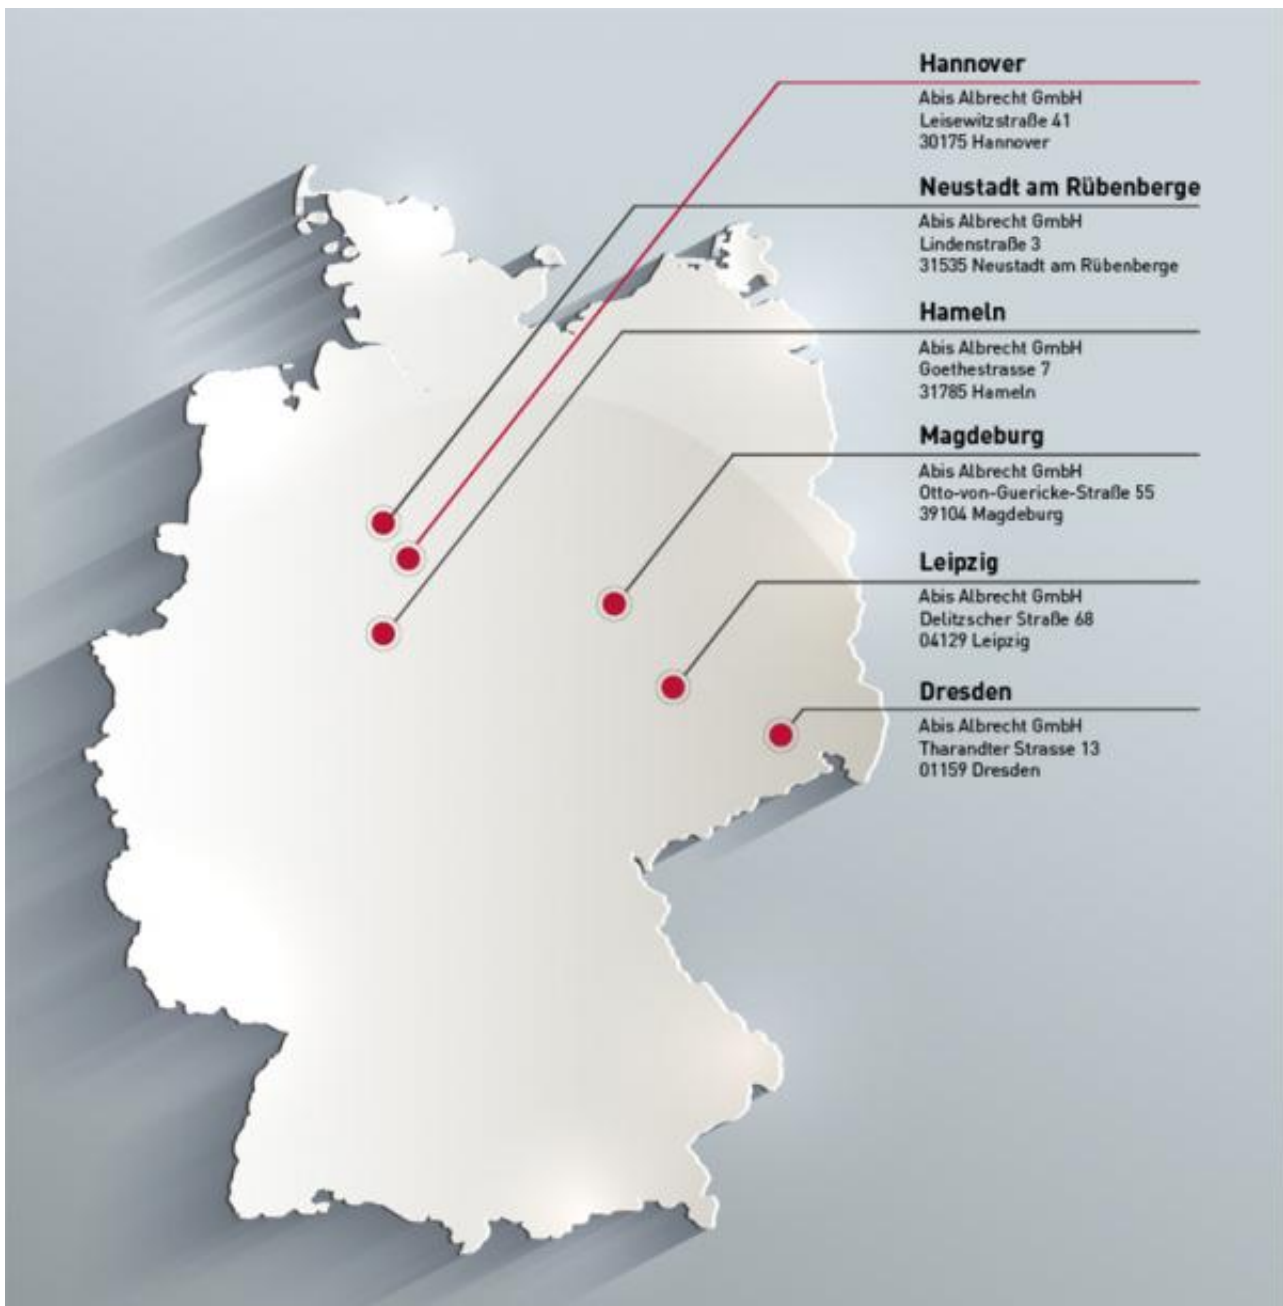 Hannover
Abis Albrecht GmbH
Leisewitzstraße 41
30175 Hannover
Neustadt am Rübenberge
Abis Albrecht GmbH
Lindenstraße 3
31535 Neustadt am Rübenberge
Hameln
Abis Albrecht GmbH
Goethestrasse 7
31785 Hameln
Magdeburg
Abis Albrecht GmbH
Otto-von-Guericke-Straße 55
39104 Magdeburg
Leipzig
Abis Albrecht GmbH
Delitzscher Straße 68
04129 Leipzig
Dresden
Abis Albrecht GmbH
Tharandter Strasse 13
01159 Dresden